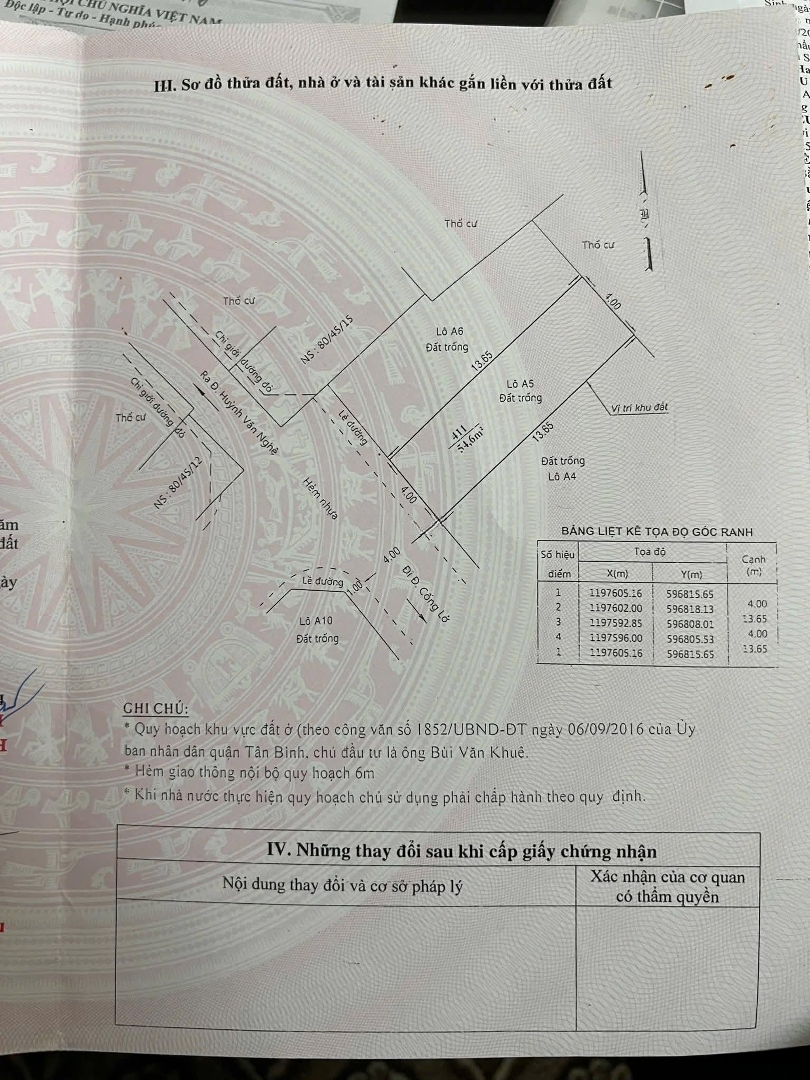 HỘI CHỦ NGHĨA VIỆT NAM
Độc lập - Tự do - Hạnh phúc
III. Sơ đồ thửa đất, nhà ở và tài sản khác gắn liền với thửa đất
Thổ cư
Thổ cư
-B-
4.00
Thổ cư
Chỉ giới đường đỏ
NS : 80/45/15
Lô A6
Đất trống
13.65
Lô A5
Đất trống
Chỉ giới đường đỏ
Thổ cư
Ra Đ. Huỳnh Văn Nghệ
Lề đường
411
54,6m²
13.65
Vị trí khu đất
NS : 80/45/12
Hẻm nhựa
4.00
Đất trống
Lô A4
4.00
Lề đường
1.00
Đi Đ. Cống Lở
Lô A10
Đất trống
BẢNG LIỆT KÊ TỌA ĐỘ GÓC RANH
Số hiệu điểm Tọa độ Cạnh (m)
X(m) Y(m)
1 1197605.16 596815.65
4.00
2 1197602.00 596818.13
13.65
3 1197592.85 596808.01
4.00
4 1197596.00 596805.53
13.65
1 1197605.16 596815.65
ăm
đất
ày
GHI CHÚ:
* Quy hoạch khu vực đất ở (theo công văn số 1852/UBND-ĐT ngày 06/09/2016 của Ủy
ban nhân dân quận Tân Bình, chủ đầu tư là ông Bùi Văn Khuê.
* Hẻm giao thông nội bộ quy hoạch 6m
* Khi nhà nước thực hiện quy hoạch chủ sử dụng phải chấp hành theo quy định.
IV. Những thay đổi sau khi cấp giấy chứng nhận
Nội dung thay đổi và cơ sở pháp lý
Xác nhận của cơ quan
có thẩm quyền